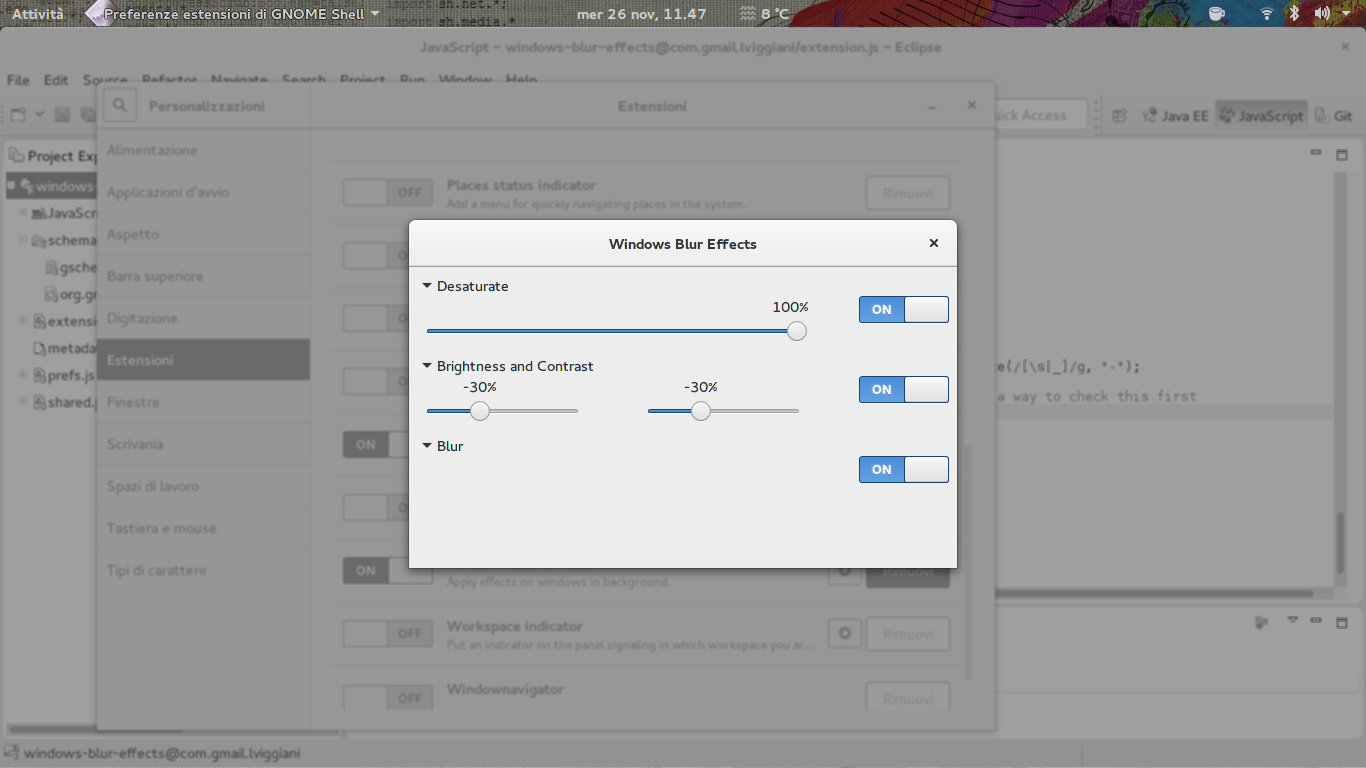 import sh.net.*;
import sh.media.*
Attività
Preferenze estensioni di GNOME Shell
mer 26 nov, 11.47
8 °C
JavaScript – windows-blur-effects@com.gmail.lviggiani/extension.js – Eclipse
File Edit Source Refactor Navigate Search Project Run Window Help
Personalizzazioni
Estensioni
uick Access
Java EE
JavaScript
Git
Project Exp
windows-
JavaScri
schema
gsche
org.gn
extensi
metada
prefs.js
shared.j
Alimentazione
Applicazioni d'avvio
Aspetto
Barra superiore
Digitazione
Estensioni
Finestre
Scrivania
Spazi di lavoro
Tastiera e mouse
Tipi di carattere
OFF
Places status indicator
Add a menu for quickly navigating places in the system.
Rimuovi
Windows Blur Effects
Desaturate
100%
ON
Brightness and Contrast
-30%
-30%
ON
Blur
ON
e(/[\s|_]/g, "-");
a way to check this first
ON
ON
Apply effects on windows in background.
Rimuovi
OFF
Workspace indicator
Put an indicator on the panel signaling in which workspace you ar...
Rimuovi
OFF
Windownavigator
Rimuovi
windows-blur-effects@com.gmail.lviggiani